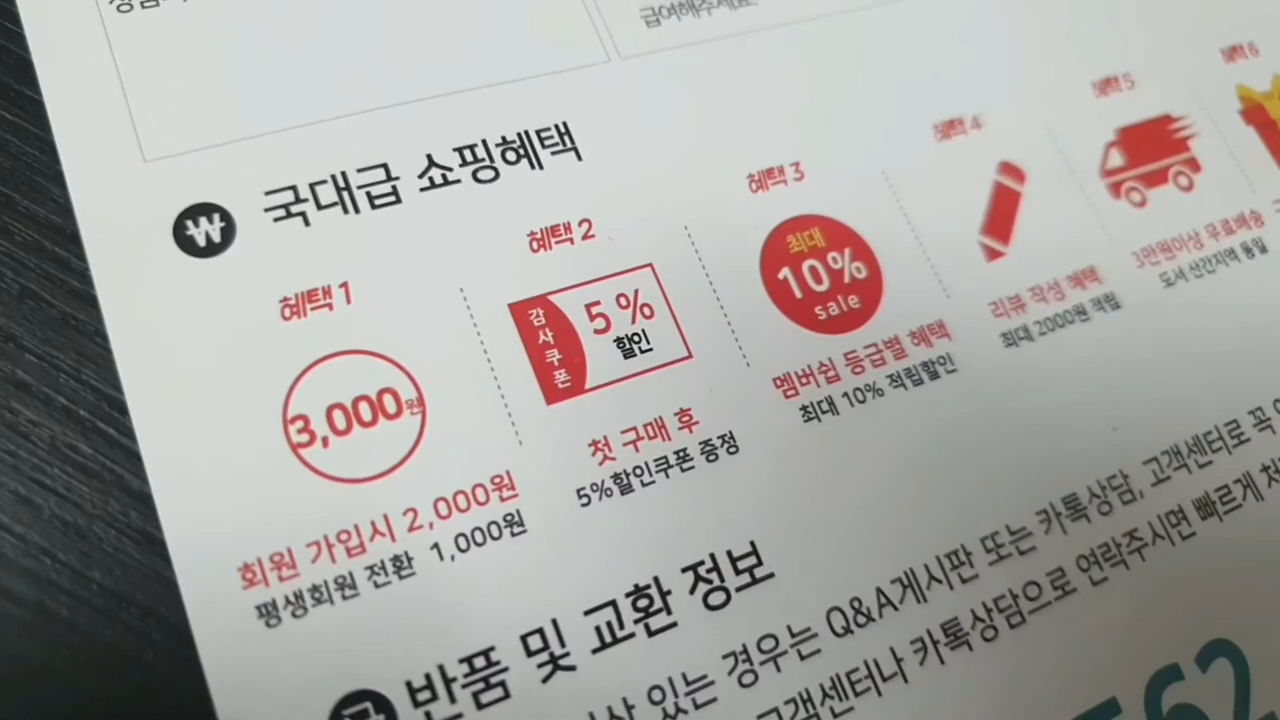 급여해주세요.
₩ 국대급 쇼핑혜택
혜택 1
3,000원
회원 가입시 2,000원
평생회원 전환 1,000원
혜택 2
감사쿠폰
5%
할인
첫 구매 후
5%할인쿠폰 증정
혜택 3
최대
10%
sale
멤버쉽 등급별 혜택
최대 10% 적립할인
혜택 4
리뷰 작성 혜택
최대 2000원 적립
혜택 5
3만원이상 무료배송
도서 산간지역 동일
혜택 6
반품 및 교환 정보
있는 경우는 Q&A게시판 또는 카톡상담, 고객센터로 꼭
고객센터나 카톡상담으로 연락주시면 빠르게
562